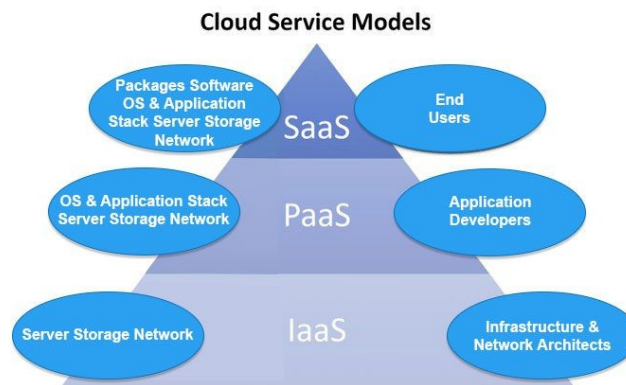 Cloud Service Models
Packages Software
OS & Application
Stack Server Storage
Network
SaaS
End
Users
OS & Application Stack
Server Storage Network
PaaS
Application
Developers
Server Storage Network
IaaS
Infrastructure &
Network Architects